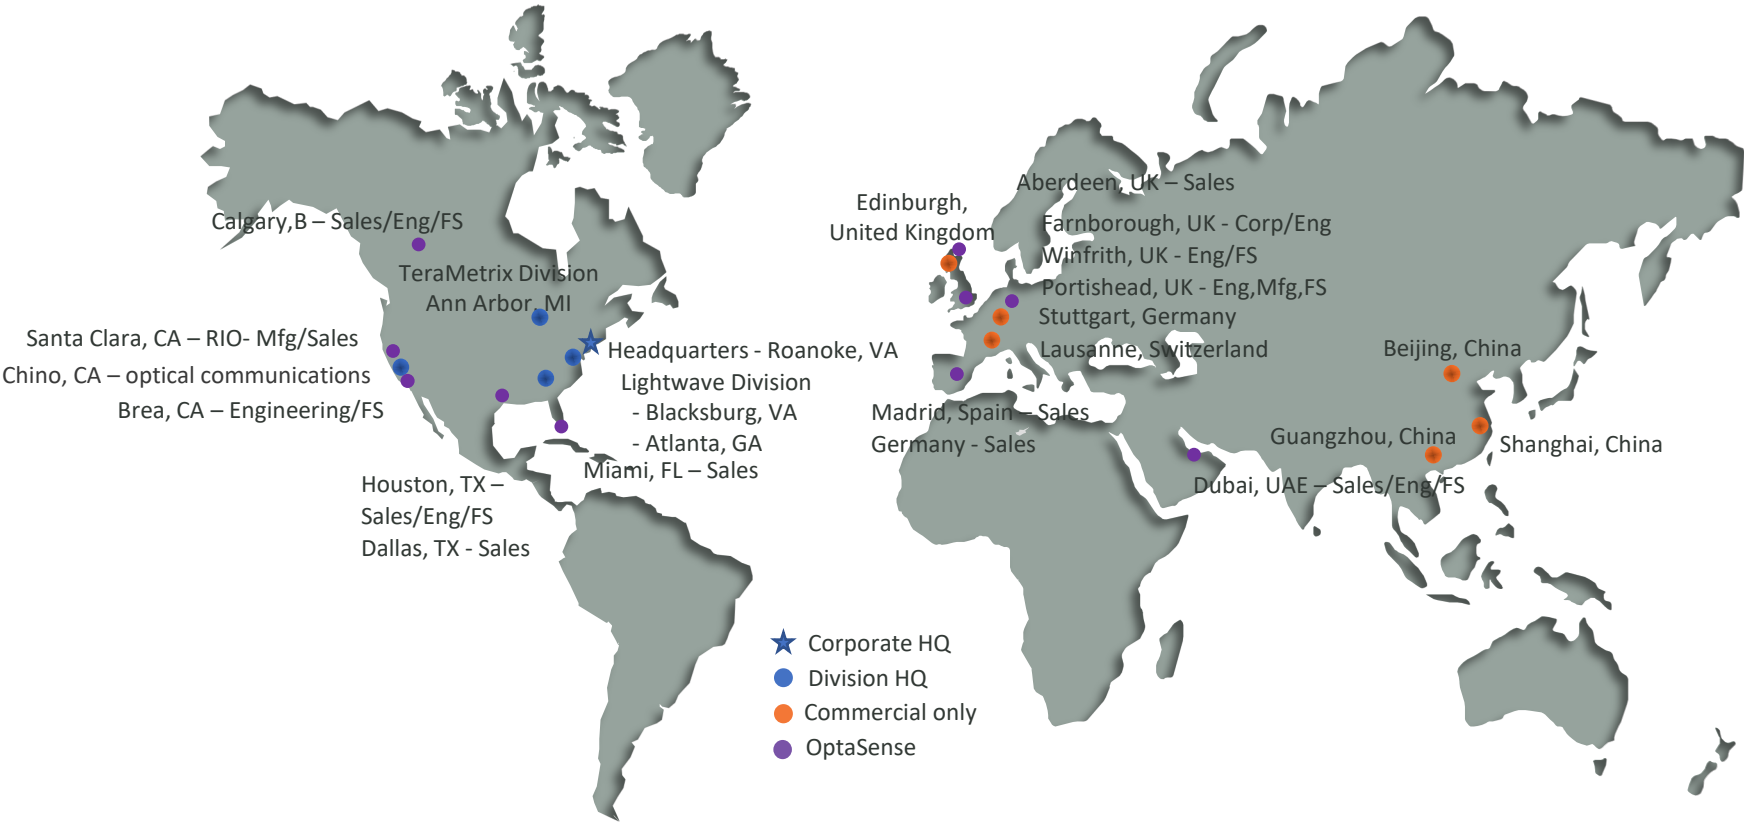 Calgary,B – Sales/Eng/FS
TeraMetrix Division
Ann Arbor, MI
Santa Clara, CA – RIO- Mfg/Sales
Chino, CA – optical communications
Brea, CA – Engineering/FS
Headquarters - Roanoke, VA
Lightwave Division
- Blacksburg, VA
- Atlanta, GA
Miami, FL – Sales
Houston, TX –
Sales/Eng/FS
Dallas, TX - Sales
Edinburgh,
United Kingdom
Aberdeen, UK – Sales
Farnborough, UK - Corp/Eng
Winfrith, UK - Eng/FS
Portishead, UK - Eng,Mfg,FS
Stuttgart, Germany
Lausanne, Switzerland
Madrid, Spain – Sales
Germany - Sales
Beijing, China
Guangzhou, China
Shanghai, China
Dubai, UAE – Sales/Eng/FS
Corporate HQ
Division HQ
Commercial only
OptaSense